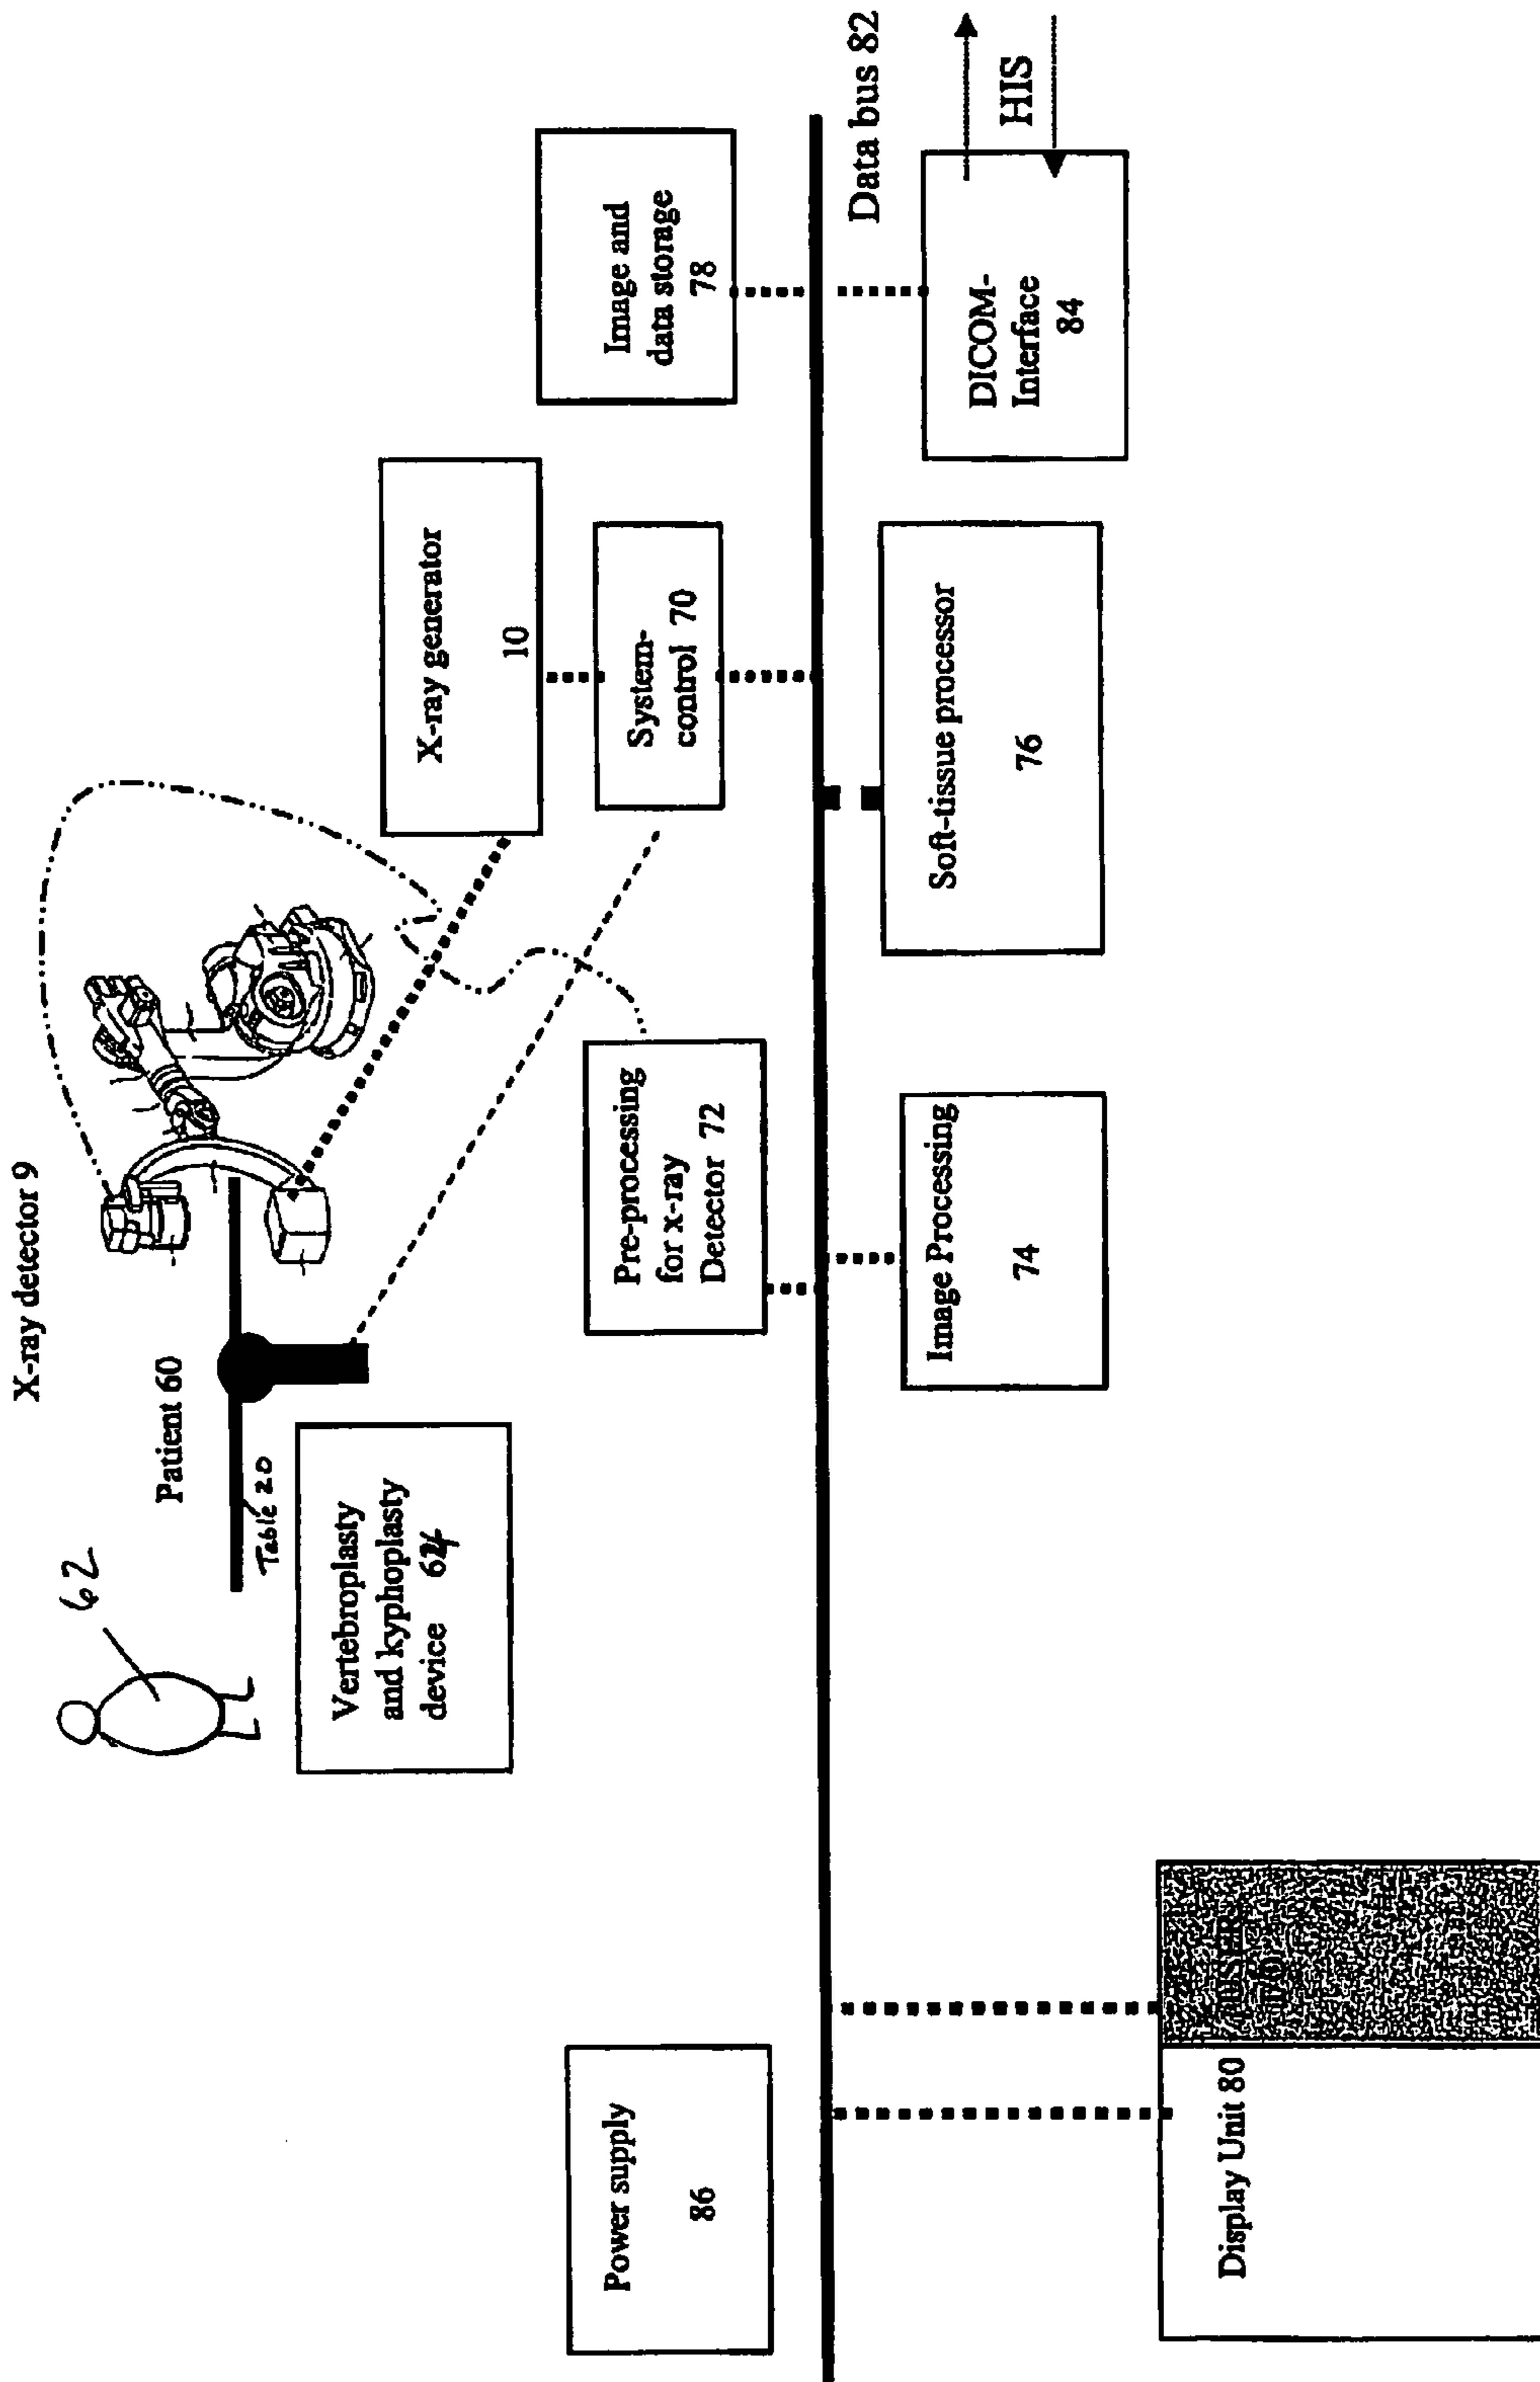 X-ray detector 9
62
Patient 60
Table 20
Vertebroplasty
and kyphoplasty
device 64
X-ray generator
10
System-
control 70
Image and
data storage
78
Pre-processing
for x-ray
Detector 72
Power supply
86
Data bus 82
Image Processing
74
Soft-tissue processor
76
DICOM-
Interface
84
HIS
Display Unit 80
USER
I/O